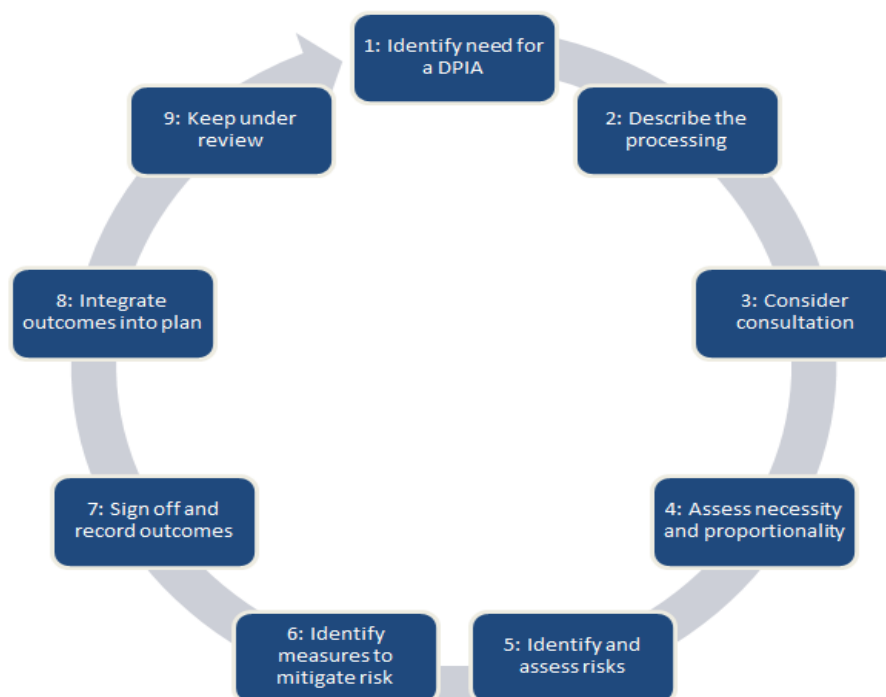 1: Identify need for
a DPIA
2: Describe the
processing
3: Consider
consultation
4: Assess necessity
and proportionality
5: Identify and
assess risks
6: Identify
measures to
mitigate risk
7: Sign off and
record outcomes
8: Integrate
outcomes into plan
9: Keep under
review